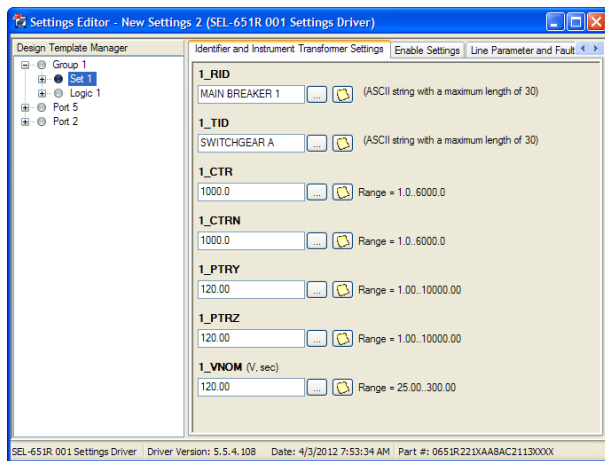 Settings Editor - New Settings 2 (SEL-651R 001 Settings Driver)
Design Template Manager
Group 1
Set 1
Logic 1
Port 5
Port 2
Identifier and Instrument Transformer Settings
Enable Settings
Line Parameter and Fault
1_RID
MAIN BREAKER 1 ... (ASCII string with a maximum length of 30)
1_TID
SWITCHGEAR A ... (ASCII string with a maximum length of 30)
1_CTR
1000.0 ... Range = 1.0..6000.0
1_CTRN
1000.0 ... Range = 1.0..6000.0
1_PTRY
120.00 ... Range = 1.00..10000.00
1_PTRZ
120.00 ... Range = 1.00..10000.00
1_VNOM (V, sec)
120.00 ... Range = 25.00..300.00
SEL-651R 001 Settings Driver Driver Version: 5.5.4.108 Date: 4/3/2012 7:53:34 AM Part #: 0651R221XAA8AC2113XXXX